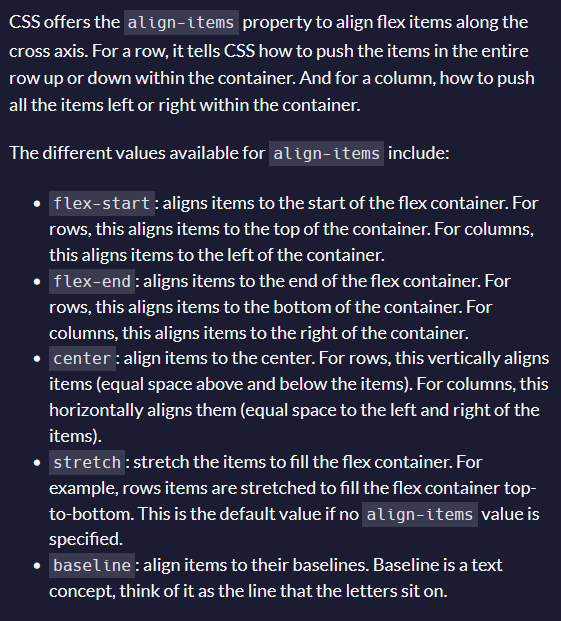 CSS offers the align-items property to align flex items along the
cross axis. For a row, it tells CSS how to push the items in the entire
row up or down within the container. And for a column, how to push
all the items left or right within the container.
The different values available for align-items include:
• flex-start: aligns items to the start of the flex container. For
rows, this aligns items to the top of the container. For columns,
this aligns items to the left of the container.
• flex-end: aligns items to the end of the flex container. For
rows, this aligns items to the bottom of the container. For
columns, this aligns items to the right of the container.
• center: align items to the center. For rows, this vertically aligns
items (equal space above and below the items). For columns, this
horizontally aligns them (equal space to the left and right of the
items).
• stretch: stretch the items to fill the flex container. For
example, rows items are stretched to fill the flex container top-
to-bottom. This is the default value if no align-items value is
specified.
• baseline: align items to their baselines. Baseline is a text
concept, think of it as the line that the letters sit on.